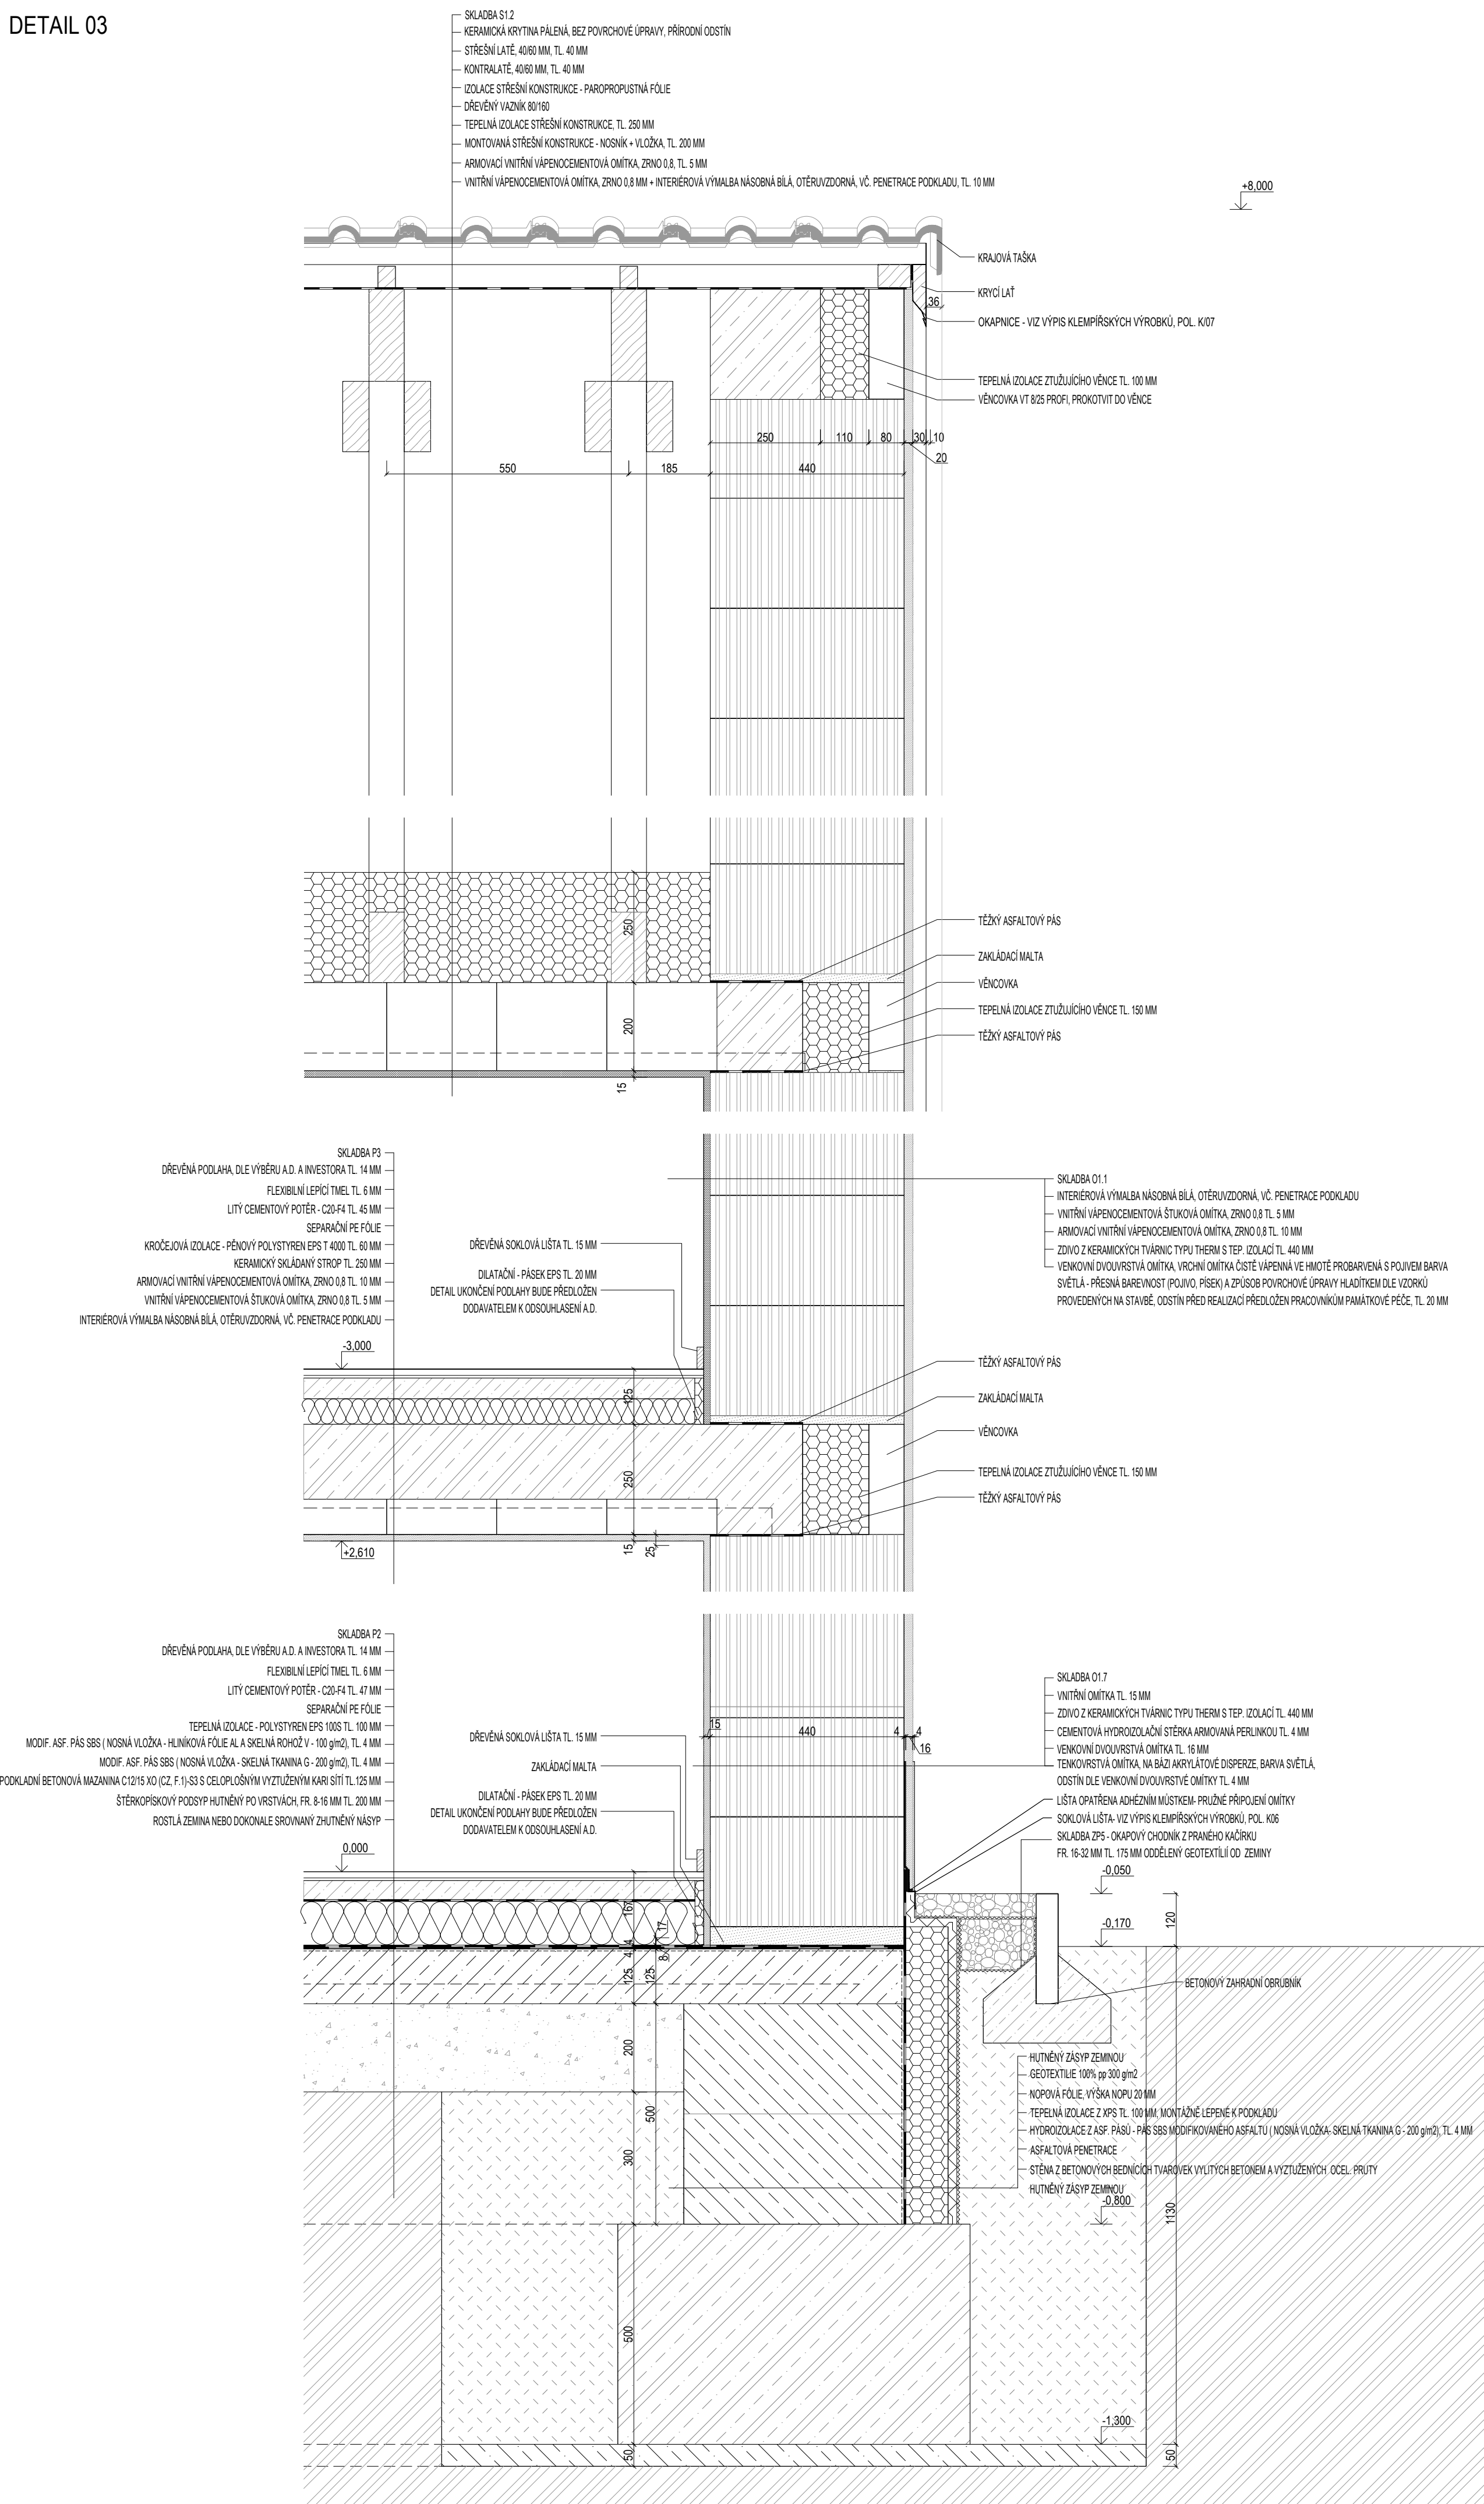 DETAIL 03
SKLADBA S1.2
KERAMICKÁ KRYTINA PÁLENÁ, BEZ POVRCHOVÉ ÚPRAVY, PŘÍRODNÍ ODSTÍN
STŘEŠNÍ LATĚ, 40/60 MM, TL. 40 MM
KONTRALATĚ, 40/60 MM, TL. 40 MM
IZOLACE STŘEŠNÍ KONSTRUKCE - PAROPROPUSTNÁ FÓLIE
DŘEVĚNÝ VAZNÍK 80/160
TEPELNÁ IZOLACE STŘEŠNÍ KONSTRUKCE, TL. 250 MM
MONTOVANÁ STŘEŠNÍ KONSTRUKCE - NOSNÍK + VLOŽKA, TL. 200 MM
ARMOVACÍ VNITŘNÍ VÁPENOCEMENTOVÁ OMÍTKA, ZRNO 0,8, TL. 5 MM
VNITŘNÍ VÁPENOCEMENTOVÁ OMÍTKA, ZRNO 0,8 MM + INTERIÉROVÁ VÝMALBA NÁSOBNÁ BÍLÁ, OTĚRUVZDORNÁ, VČ. PENETRACE PODKLADU, TL. 10 MM
+8,000
KRAJOVÁ TAŠKA
KRYCÍ LAŤ
36
OKAPNICE - VIZ VÝPIS KLEMPÍŘSKÝCH VÝROBKŮ, POL. K/07
TEPELNÁ IZOLACE ZTUŽUJÍCÍHO VĚNCE TL. 100 MM
VĚNCOVKA VT 8/25 PROFI, PROKOTVIT DO VĚNCE
250 110 80 30 10
20
550 185 440
TĚŽKÝ ASFALTOVÝ PÁS
250
ZAKLÁDACÍ MALTA
VĚNCOVKA
TEPELNÁ IZOLACE ZTUŽUJÍCÍHO VĚNCE TL. 150 MM
200
TĚŽKÝ ASFALTOVÝ PÁS
15
SKLADBA P3
DŘEVĚNÁ PODLAHA, DLE VÝBĚRU A.D. A INVESTORA TL. 14 MM
FLEXIBILNÍ LEPÍCÍ TMEL TL. 6 MM
LITÝ CEMENTOVÝ POTĚR - C20-F4 TL. 45 MM
SEPARAČNÍ PE FÓLIE
KROČEJOVÁ IZOLACE - PĚNOVÝ POLYSTYREN EPS T 4000 TL. 60 MM
KERAMICKÝ SKLÁDANÝ STROP TL. 250 MM
ARMOVACÍ VNITŘNÍ VÁPENOCEMENTOVÁ OMÍTKA, ZRNO 0,8 TL. 10 MM
VNITŘNÍ VÁPENOCEMENTOVÁ ŠTUKOVÁ OMÍTKA, ZRNO 0,8 TL. 5 MM
INTERIÉROVÁ VÝMALBA NÁSOBNÁ BÍLÁ, OTĚRUVZDORNÁ, VČ. PENETRACE PODKLADU
DŘEVĚNÁ SOKLOVÁ LIŠTA TL. 15 MM
DILATAČNÍ - PÁSEK EPS TL. 20 MM
DETAIL UKONČENÍ PODLAHY BUDE PŘEDLOŽEN
DODAVATELEM K ODSOUHLASENÍ A.D.
SKLADBA O1.1
INTERIÉROVÁ VÝMALBA NÁSOBNÁ BÍLÁ, OTĚRUVZDORNÁ, VČ. PENETRACE PODKLADU
VNITŘNÍ VÁPENOCEMENTOVÁ ŠTUKOVÁ OMÍTKA, ZRNO 0,8 TL. 5 MM
ARMOVACÍ VNITŘNÍ VÁPENOCEMENTOVÁ OMÍTKA, ZRNO 0,8 TL. 10 MM
ZDIVO Z KERAMICKÝCH TVÁRNIC TYPU THERM S TEP. IZOLACÍ TL. 440 MM
VENKOVNÍ DVOUVRSTVÁ OMÍTKA, VRCHNÍ OMÍTKA ČISTĚ VÁPENNÁ VE HMOTĚ PROBARVENÁ S POJIVEM BARVA
SVĚTLÁ - PŘESNÁ BAREVNOST (POJIVO, PÍSEK) A ZPŮSOB POVRCHOVÉ ÚPRAVY HLADÍTKEM DLE VZORKŮ
PROVEDENÝCH NA STAVBĚ, ODSTÍN PŘED REALIZACÍ PŘEDLOŽEN PRACOVNÍKŮM PAMÁTKOVÉ PÉČE, TL. 20 MM
-3,000
TĚŽKÝ ASFALTOVÝ PÁS
125
ZAKLÁDACÍ MALTA
VĚNCOVKA
TEPELNÁ IZOLACE ZTUŽUJÍCÍHO VĚNCE TL. 150 MM
250
TĚŽKÝ ASFALTOVÝ PÁS
+2,610
15 25
SKLADBA P2
DŘEVĚNÁ PODLAHA, DLE VÝBĚRU A.D. A INVESTORA TL. 14 MM
FLEXIBILNÍ LEPÍCÍ TMEL TL. 6 MM
LITÝ CEMENTOVÝ POTĚR - C20-F4 TL. 47 MM
SEPARAČNÍ PE FÓLIE
TEPELNÁ IZOLACE - POLYSTYREN EPS 100S TL. 100 MM
MODIF. ASF. PÁS SBS ( NOSNÁ VLOŽKA - HLINÍKOVÁ FÓLIE AL A SKELNÁ ROHOŽ V - 100 g/m2), TL. 4 MM
MODIF. ASF. PÁS SBS ( NOSNÁ VLOŽKA - SKELNÁ TKANINA G - 200 g/m2), TL. 4 MM
PODKLADNÍ BETONOVÁ MAZANINA C12/15 XO (CZ, F.1)-S3 S CELOPLOŠNÝM VYZTUŽENÝM KARI SÍTÍ TL.125 MM
ŠTĚRKOPÍSKOVÝ PODSYP HUTNĚNÝ PO VRSTVÁCH, FR. 8-16 MM TL. 200 MM
ROSTLÁ ZEMINA NEBO DOKONALE SROVNANÝ ZHUTNĚNÝ NÁSYP
0,000
DŘEVĚNÁ SOKLOVÁ LIŠTA TL. 15 MM
ZAKLÁDACÍ MALTA
DILATAČNÍ - PÁSEK EPS TL. 20 MM
DETAIL UKONČENÍ PODLAHY BUDE PŘEDLOŽEN
DODAVATELEM K ODSOUHLASENÍ A.D.
15 440 4 4
16
SKLADBA O1.7
VNITŘNÍ OMÍTKA TL. 15 MM
ZDIVO Z KERAMICKÝCH TVÁRNIC TYPU THERM S TEP. IZOLACÍ TL. 440 MM
CEMENTOVÁ HYDROIZOLAČNÍ STĚRKA ARMOVANÁ PERLINKOU TL. 4 MM
VENKOVNÍ DVOUVRSTVÁ OMÍTKA TL. 16 MM
TENKOVRSTVÁ OMÍTKA, NA BÁZI AKRYLÁTOVÉ DISPERZE, BARVA SVĚTLÁ,
ODSTÍN DLE VENKOVNÍ DVOUVRSTVÉ OMÍTKY TL. 4 MM
LIŠTA OPATŘENA ADHÉZNÍM MŮSTKEM- PRUŽNÉ PŘIPOJENÍ OMÍTKY
SOKLOVÁ LIŠTA- VIZ VÝPIS KLEMPÍŘSKÝCH VÝROBKŮ, POL. K06
SKLADBA ZP5 - OKAPOVÝ CHODNÍK Z PRANÉHO KAČÍRKU
FR. 16-32 MM TL. 175 MM ODDĚLENÝ GEOTEXTÍLIÍ OD ZEMINY
-0,050
167
17
120
-0,170
4 4
8
125 125
BETONOVÝ ZAHRADNÍ OBRUBNÍK
200
500
300
HUTNĚNÝ ZÁSYP ZEMINOU
GEOTEXTILIE 100% pp 300 g/m2
NOPOVÁ FÓLIE, VÝŠKA NOPU 20 MM
TEPELNÁ IZOLACE Z XPS TL. 100 MM, MONTÁŽNĚ LEPENÉ K PODKLADU
HYDROIZOLACE Z ASF. PÁSŮ - PÁS SBS MODIFIKOVANÉHO ASFALTU ( NOSNÁ VLOŽKA- SKELNÁ TKANINA G - 200 g/m2), TL. 4 MM
ASFALTOVÁ PENETRACE
STĚNA Z BETONOVÝCH BEDNÍCÍCH TVAROVEK VYLITÝCH BETONEM A VYZTUŽENÝCH OCEL. PRUTY
HUTNĚNÝ ZÁSYP ZEMINOU
-0,800
1130
500
-1,300
50 50